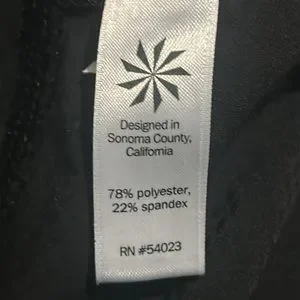 Designed in
Sonoma County,
California
78% polyester,
22% spandex
RN #54023